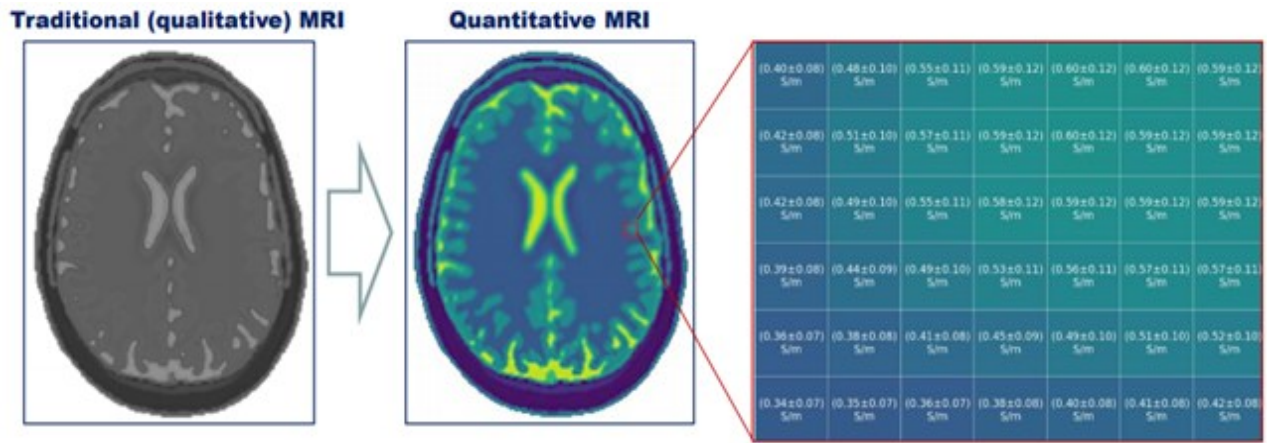 Traditional (qualitative) MRI Quantitative MRI
(0.40±0.08) (0.48±0.10) (0.55±0.11) (0.59±0.12) (0.60±0.12) (0.60±0.12) (0.59±0.12)
S/m S/m S/m S/m S/m S/m S/m
(0.42±0.08) (0.51±0.10) (0.57±0.11) (0.59±0.12) (0.60±0.12) (0.59±0.12) (0.59±0.12)
S/m S/m S/m S/m S/m S/m S/m
(0.42±0.08) (0.49±0.10) (0.55±0.11) (0.58±0.12) (0.59±0.12) (0.59±0.12) (0.59±0.12)
S/m S/m S/m S/m S/m S/m S/m
(0.39±0.08) (0.44±0.09) (0.49±0.10) (0.53±0.11) (0.56±0.11) (0.57±0.11) (0.57±0.11)
S/m S/m S/m S/m S/m S/m S/m
(0.36±0.07) (0.38±0.08) (0.41±0.08) (0.45±0.09) (0.49±0.10) (0.51±0.10) (0.52±0.10)
S/m S/m S/m S/m S/m S/m S/m
(0.34±0.07) (0.35±0.07) (0.36±0.07) (0.38±0.08) (0.40±0.08) (0.41±0.08) (0.42±0.08)
S/m S/m S/m S/m S/m S/m S/m